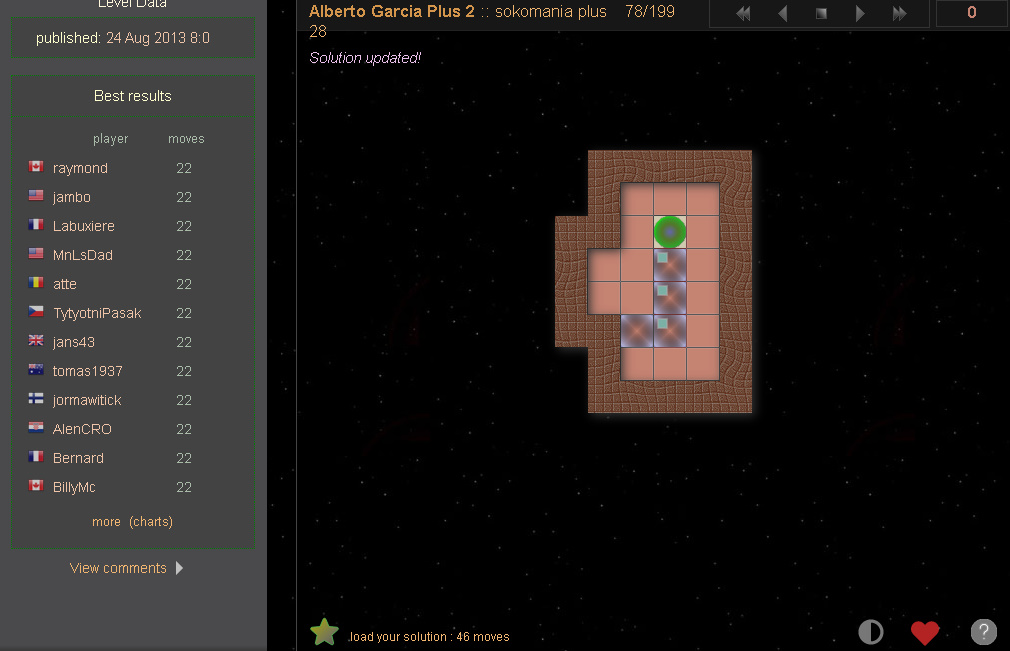 Level Data
published: 24 Aug 2013 8:0
Best results
player moves
raymond 22
jambo 22
Labuxiere 22
MnLsDad 22
atte 22
TytyotniPasak 22
jans43 22
tomas1937 22
jormawitick 22
AlenCRO 22
Bernard 22
BillyMc 22
more (charts)
View comments
Alberto Garcia Plus 2 :: sokomania plus 78/199
28
0
Solution updated!
load your solution : 46 moves
?